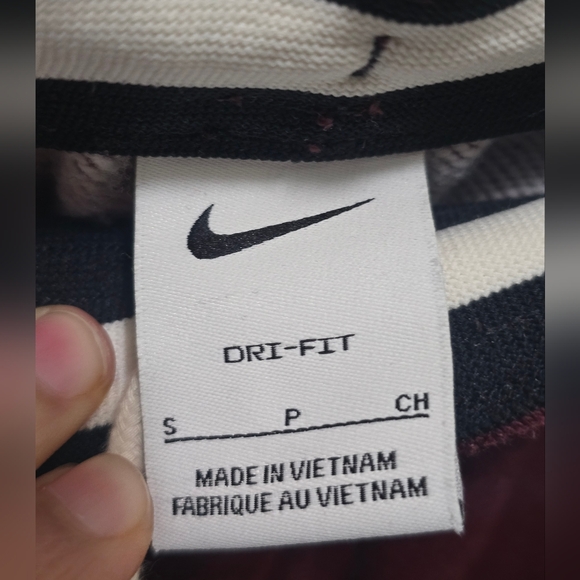 DRI-FIT
S P CH
MADE IN VIETNAM
FABRIQUE AU VIETNAM